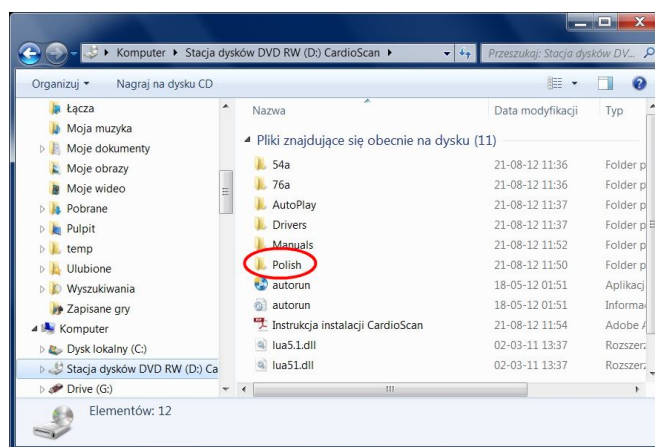 Komputer ▸ Stacja dysków DVD RW (D:) CardioScan ▸
Przeszukaj: Stacja dysków DV...
Organizuj ▾ Nagraj na dysku CD
Łącza
Moja muzyka
Moje dokumenty
Moje obrazy
Moje wideo
Pobrane
Pulpit
temp
Ulubione
Wyszukiwania
Zapisane gry
Komputer
Dysk lokalny (C:)
Stacja dysków DVD RW (D:) Ca
Drive (G:)
Nazwa Data modyfikacji Typ
Pliki znajdujące się obecnie na dysku (11)
54a 21-08-12 11:36 Folder p
76a 21-08-12 11:36 Folder p
AutoPlay 21-08-12 11:37 Folder p
Drivers 21-08-12 11:37 Folder p
Manuals 21-08-12 11:52 Folder p
Polish 21-08-12 11:50 Folder p
autorun 18-05-12 01:51 Aplikacj
autorun 18-05-12 01:51 Informa
Instrukcja instalacji CardioScan 21-08-12 11:54 Adobe A
lua5.1.dll 02-03-11 13:37 Rozszerz
lua51.dll 02-03-11 13:37 Rozszerz
Elementów: 12